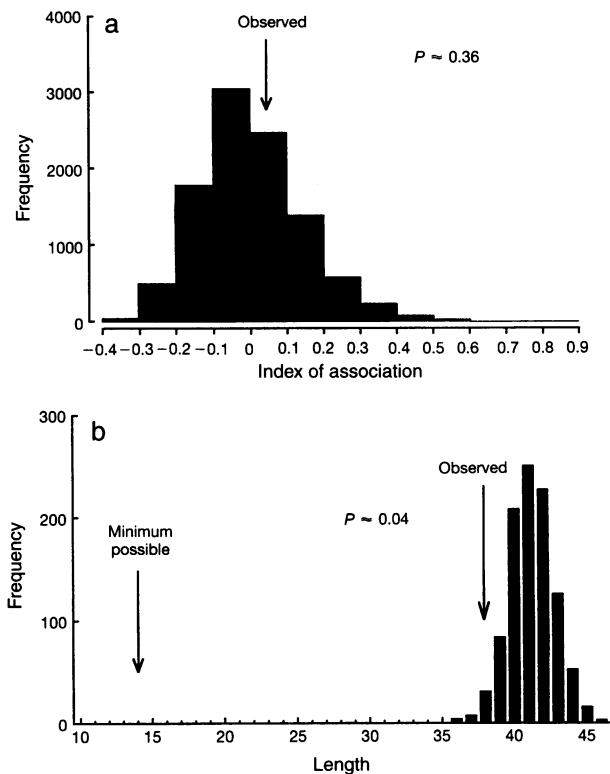 a
Observed
P ≈ 0.36
4000
3000
2000
1000
0
Frequency
−0.4 −0.3 −0.2 −0.1 0 0.1 0.2 0.3 0.4 0.5 0.6 0.7 0.8 0.9
Index of association
b
Observed
P ≈ 0.04
Minimum
possible
300
200
100
0
Frequency
10 15 20 25 30 35 40 45
Length